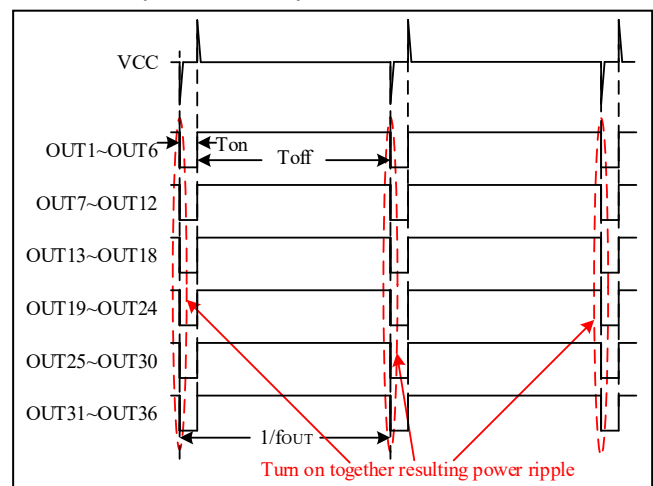 VCC
OUT1~OUT6
Ton
Toff
OUT7~OUT12
OUT13~OUT18
OUT19~OUT24
OUT25~OUT30
OUT31~OUT36
1/fOUT
Turn on together resulting power ripple